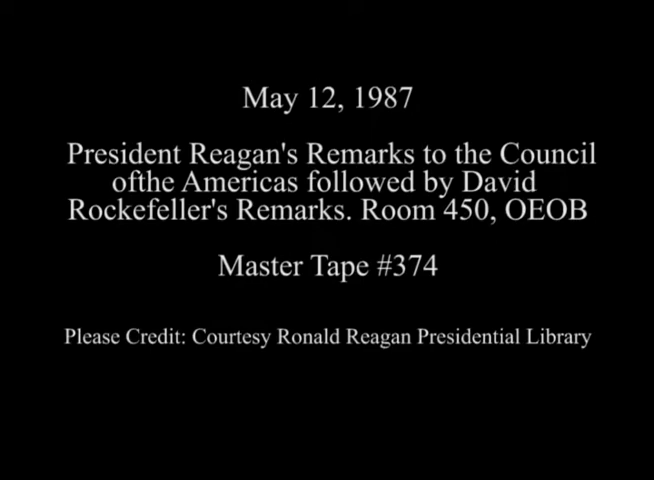 May 12, 1987
President Reagan's Remarks to the Council
ofthe Americas followed by David
Rockefeller's Remarks. Room 450, OEOB
Master Tape #374
Please Credit: Courtesy Ronald Reagan Presidential Library